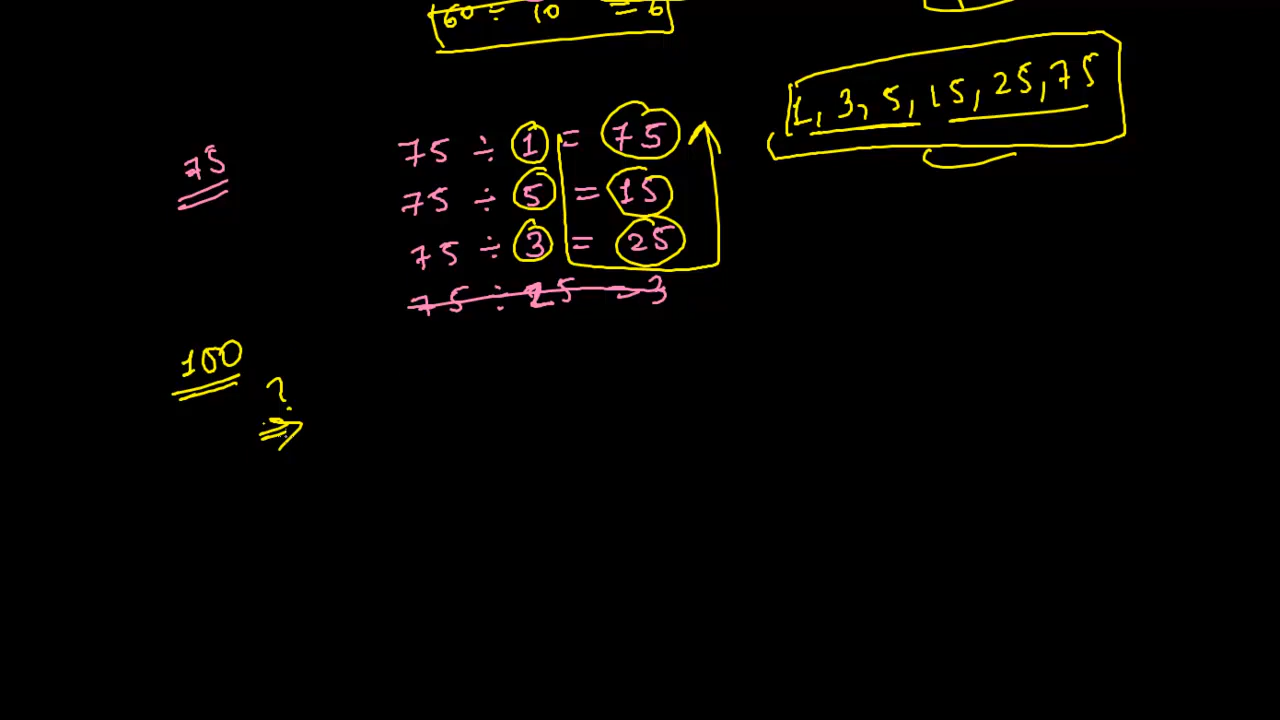 60 ÷ 10 = 6
1, 3, 5, 15, 25, 75
75
75 ÷ 1 = 75
75 ÷ 5 = 15
75 ÷ 3 = 25
75 ÷ 25 = 3
100
?